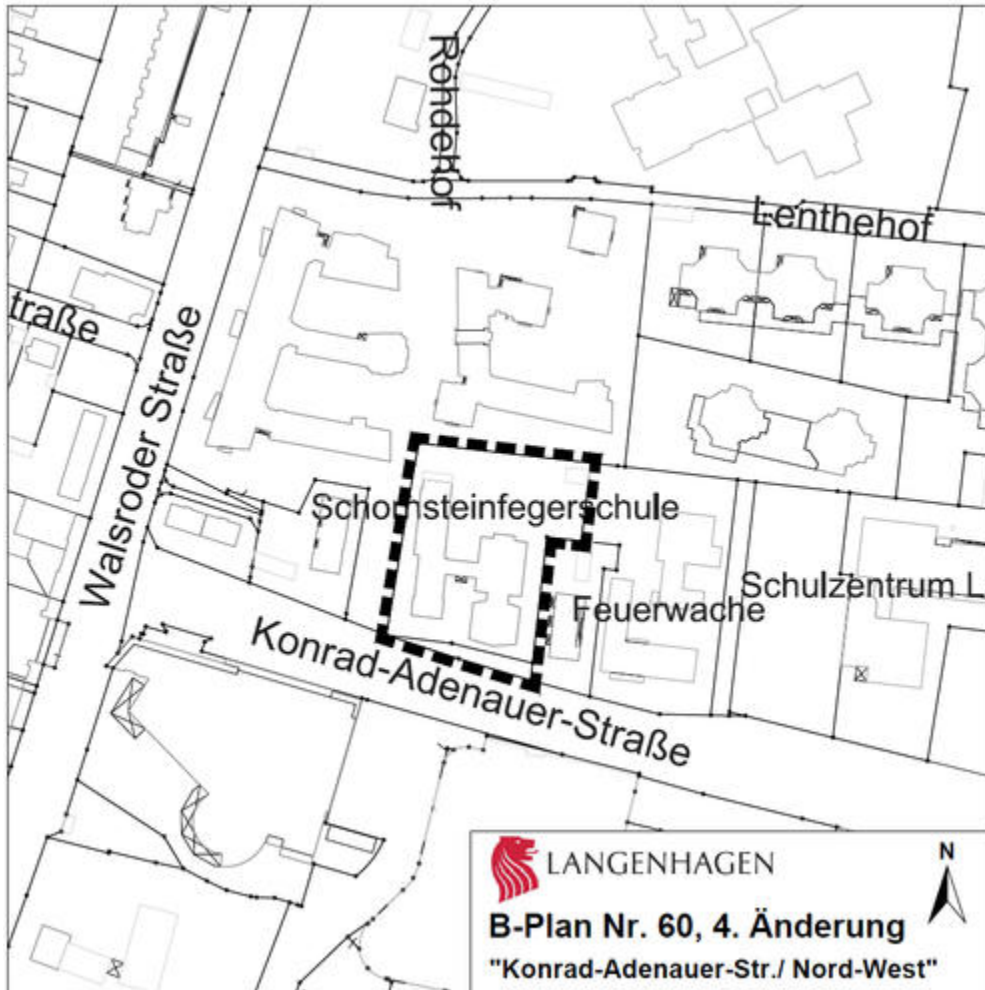 Rohdehof
Lenthehof
traße
Walsroder Straße
Schornsteinfegerschule
Feuerwache
Schulzentrum L
Konrad-Adenauer-Straße
LANGENHAGEN
N
B-Plan Nr. 60, 4. Änderung
"Konrad-Adenauer-Str./ Nord-West"